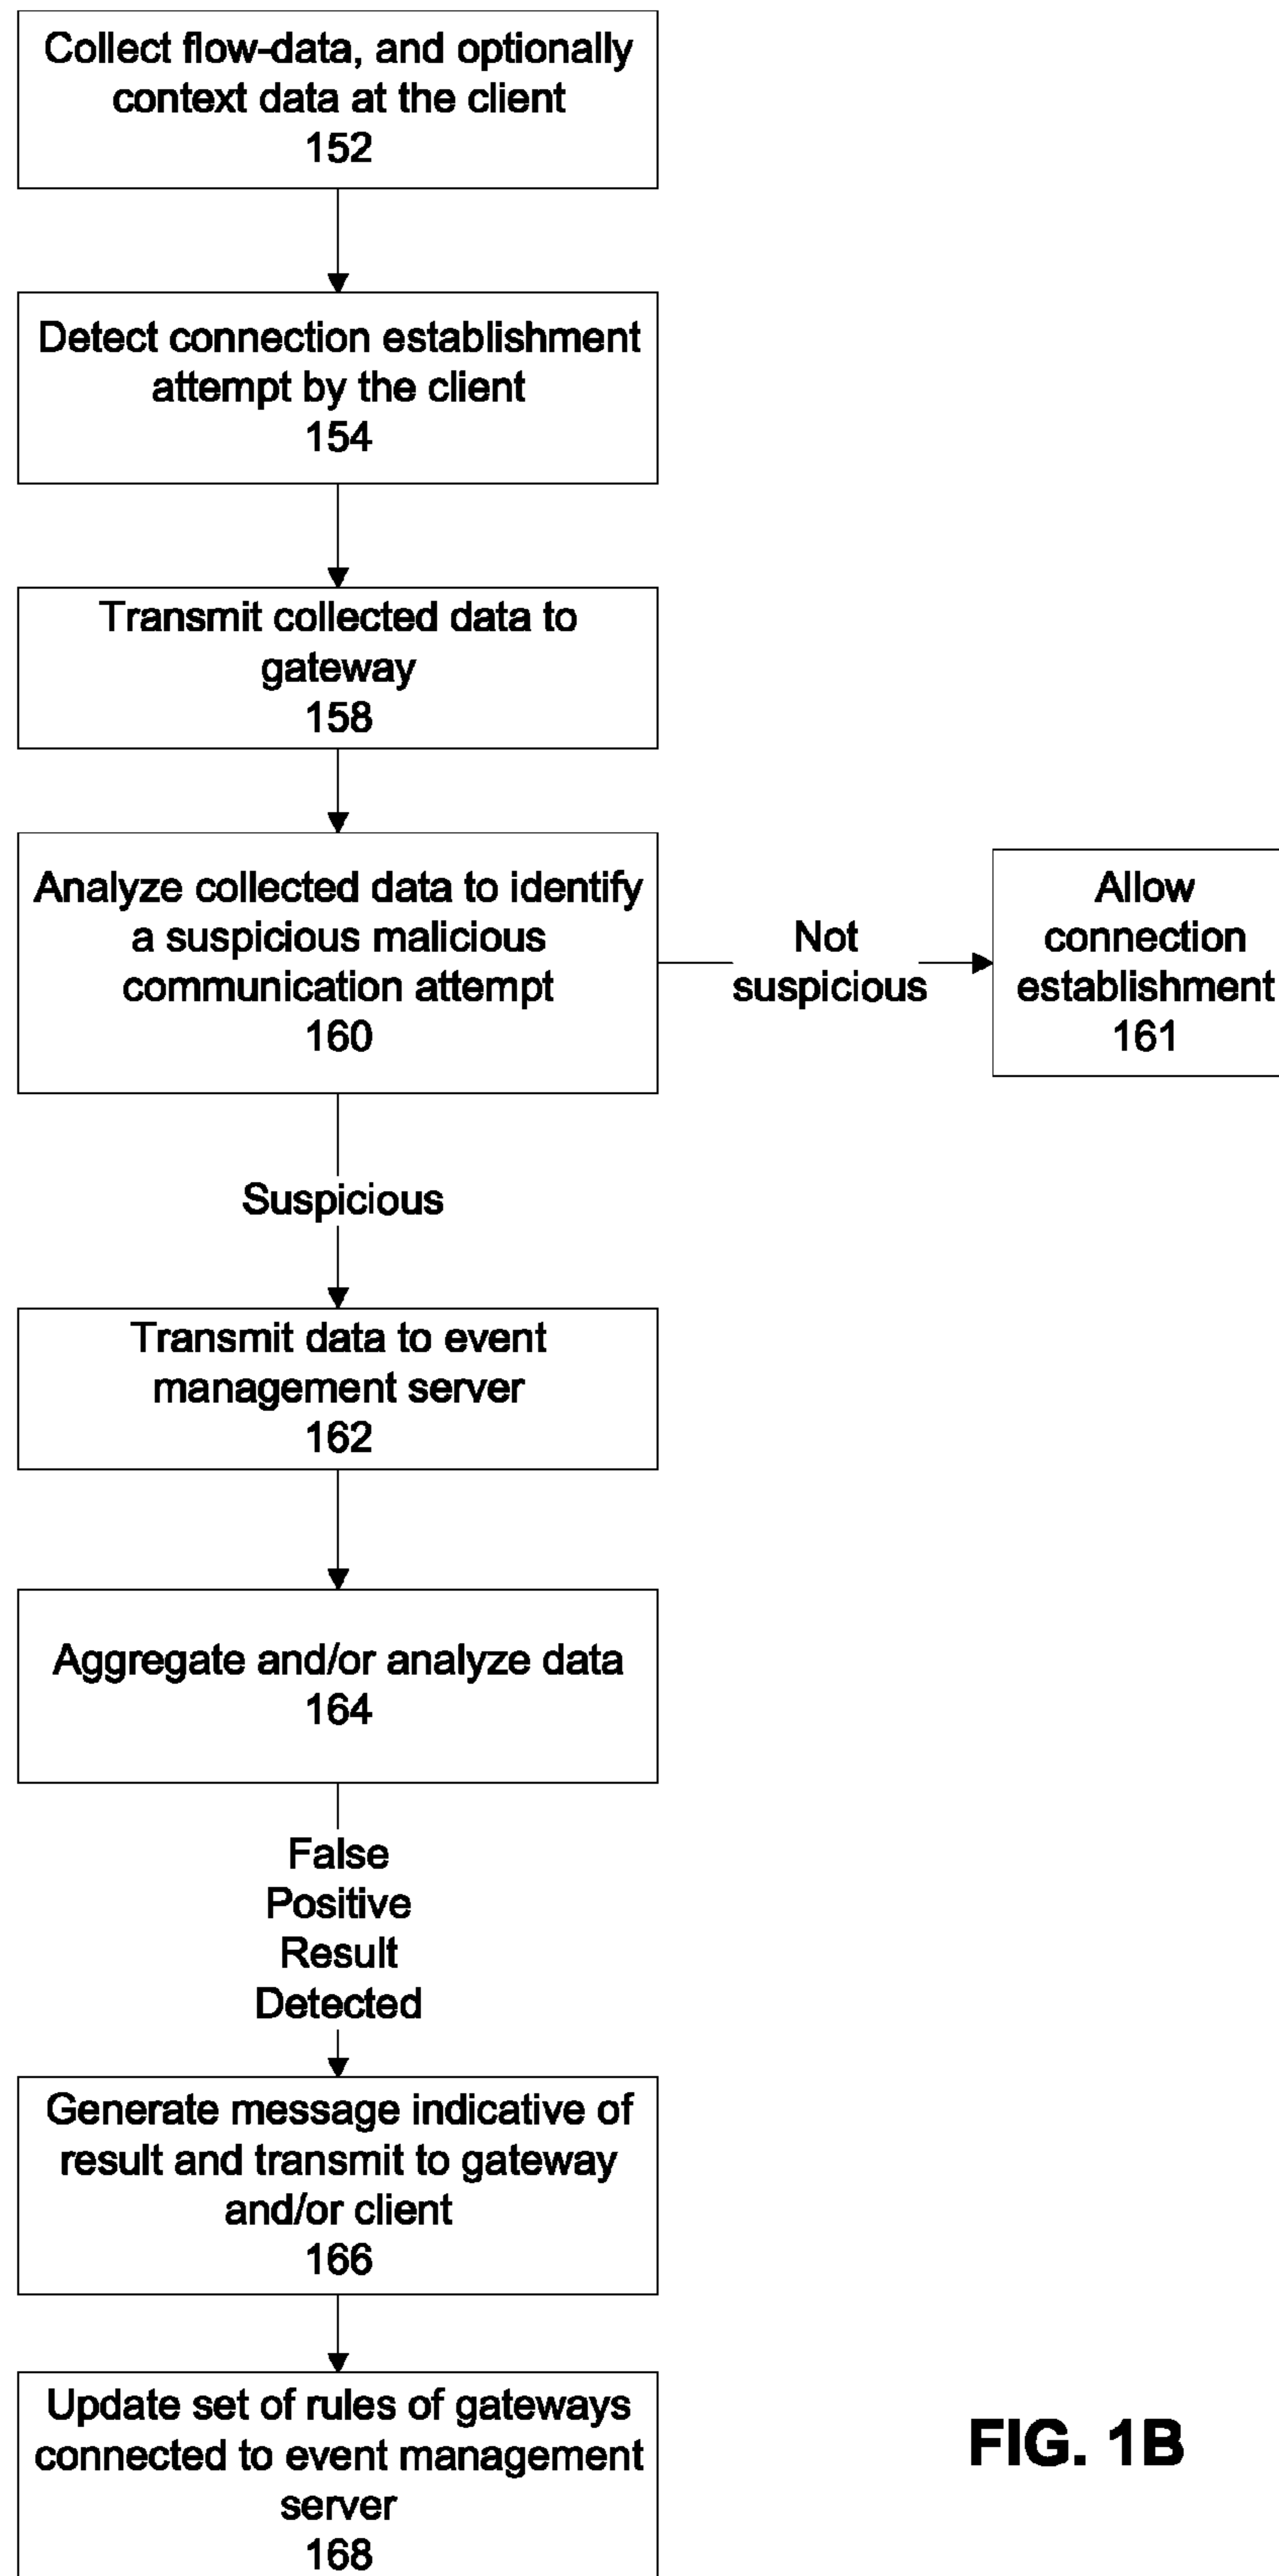 Collect flow-data, and optionally
context data at the client
152
Detect connection establishment
attempt by the client
154
Transmit collected data to
gateway
158
Analyze collected data to identify
a suspicious malicious
communication attempt
160
Not
suspicious
Allow
connection
establishment
161
Suspicious
Transmit data to event
management server
162
Aggregate and/or analyze data
164
False
Positive
Result
Detected
Generate message indicative of
result and transmit to gateway
and/or client
166
Update set of rules of gateways
connected to event management
server
168
FIG. 1B